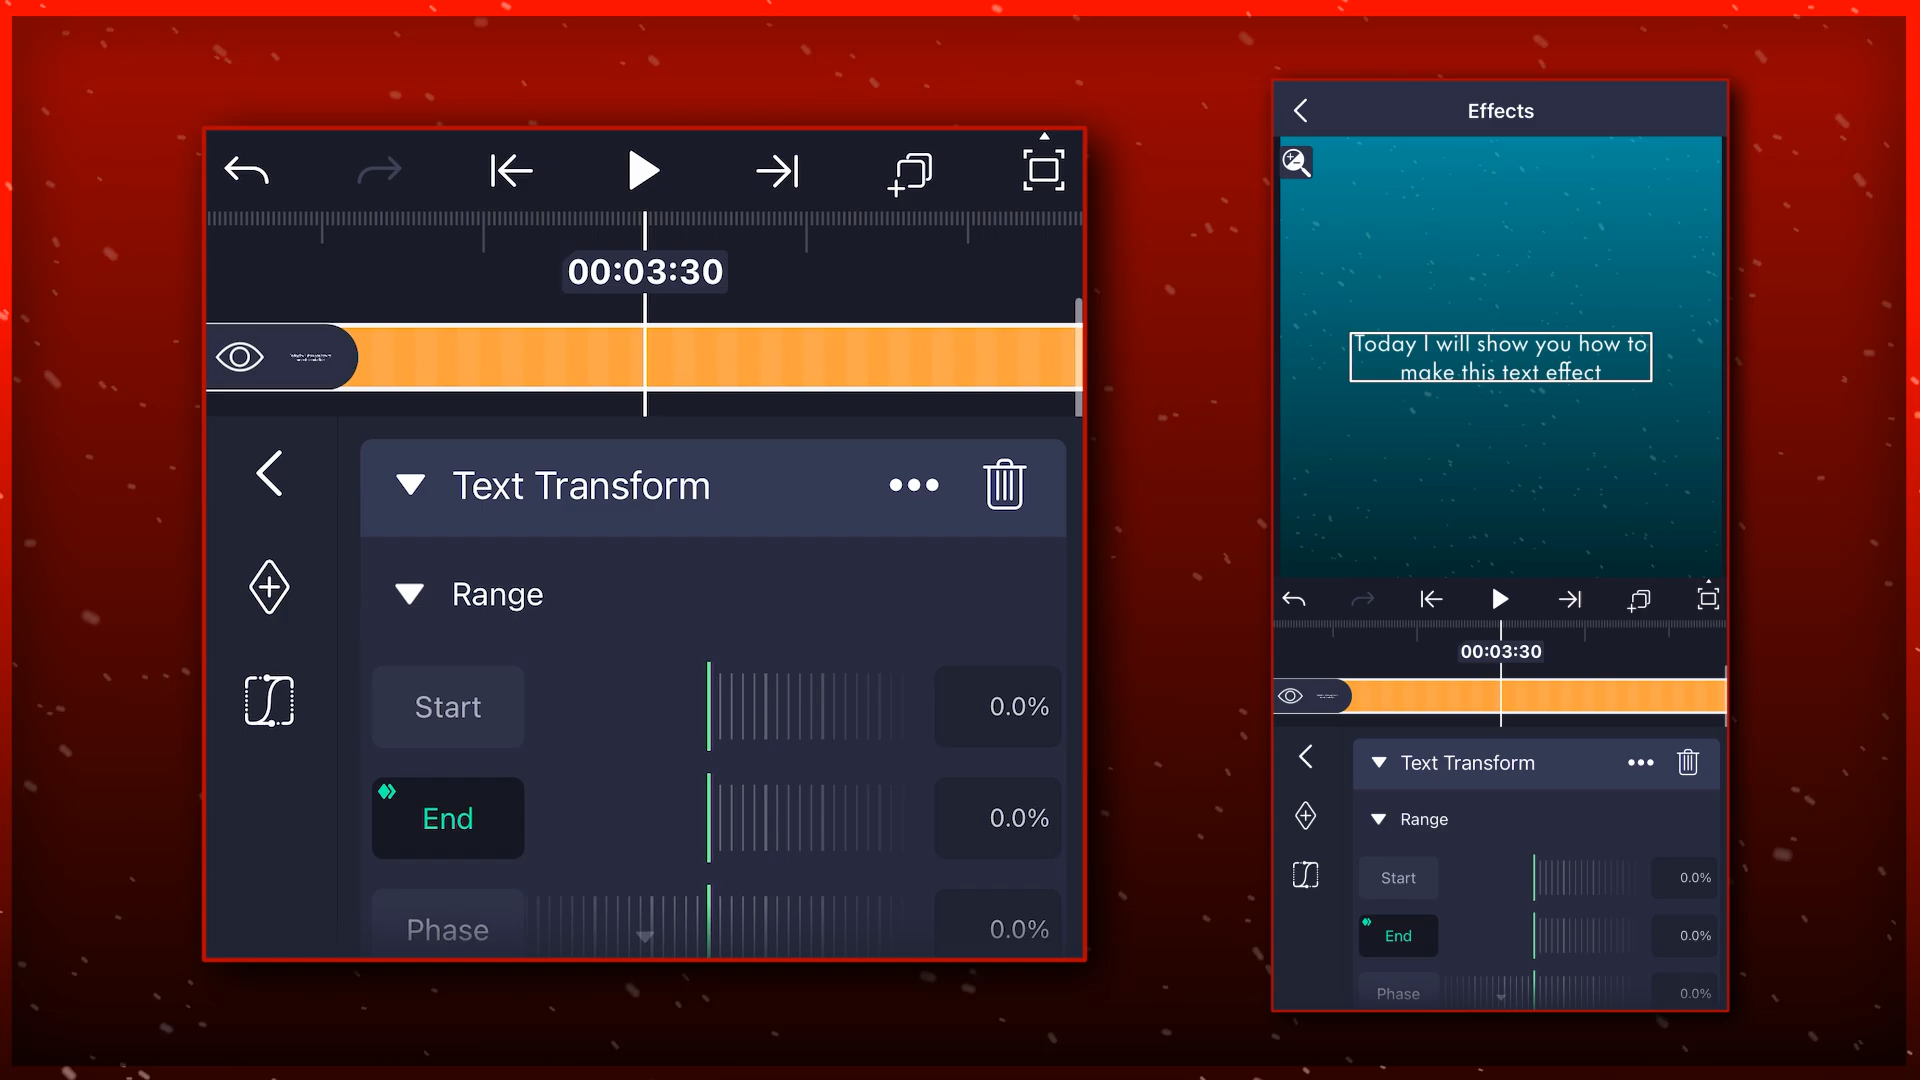 00:03:30
Text Transform
Range
Start
0.0%
End
0.0%
Phase
0.0%
Effects
Today I will show you how to
make this text effect
00:03:30
Text Transform
Range
Start
0.0%
End
0.0%
Phase
0.0%